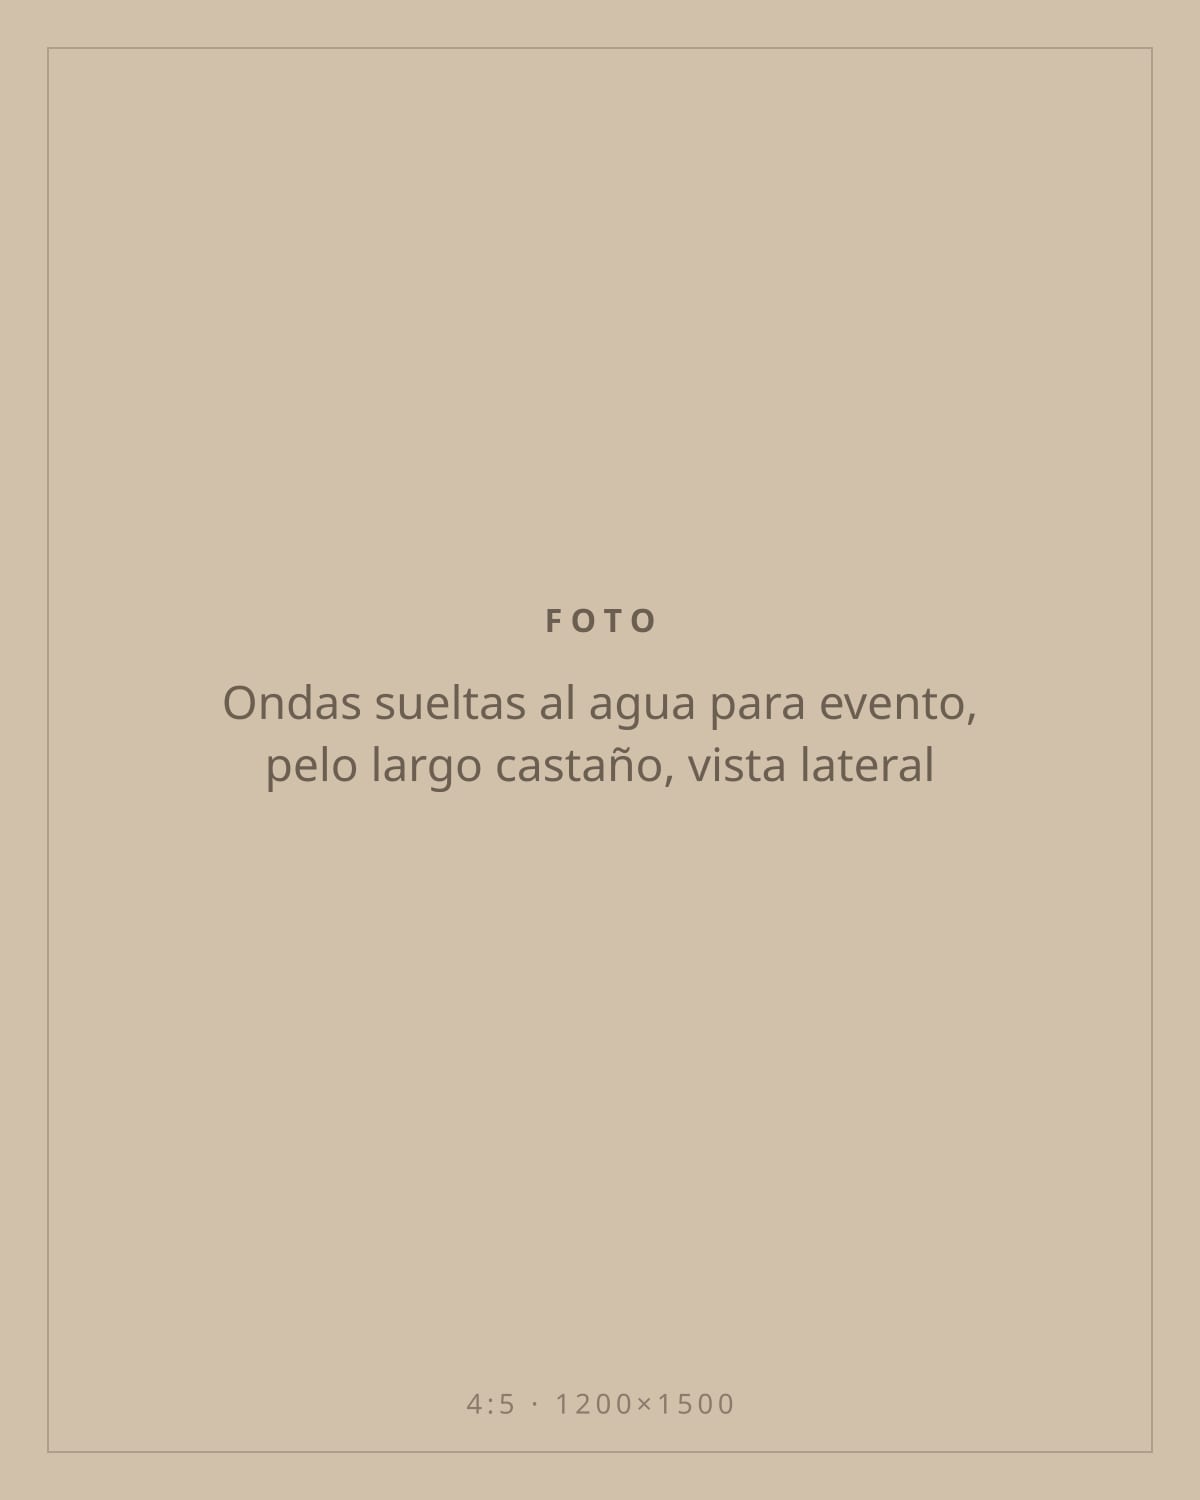 FOTO
Ondas sueltas al agua para evento,
pelo largo castaño, vista lateral
4:5 · 1200×1500